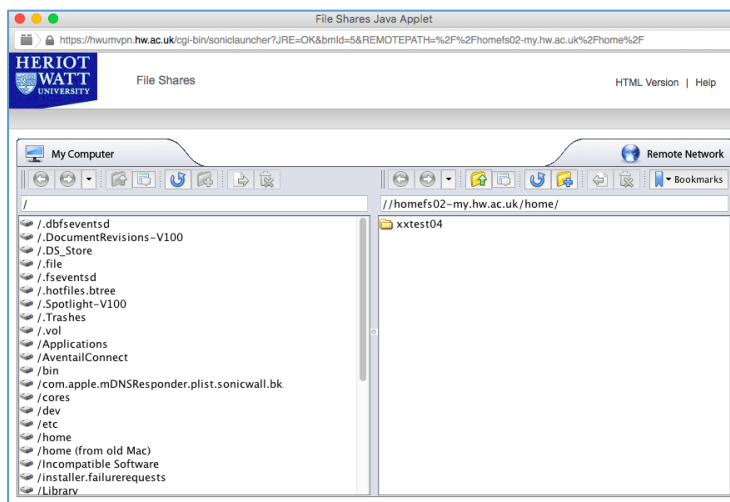 File Shares Java Applet
https://hwumvpn.hw.ac.uk/cgi-bin/soniclauncher?JRE=OK&bmId=5&REMOTEPATH=%2F%2Fhomefs02-my.hw.ac.uk%2Fhome%2F
HERIOT
WATT
UNIVERSITY
File Shares
HTML Version | Help
My Computer
Remote Network
Bookmarks
/
//homefs02-my.hw.ac.uk/home/
/.dbfseventsd
/.DocumentRevisions-V100
/.DS_Store
/.file
/.fseventsd
/.hotfiles.btree
/.Spotlight-V100
/.Trashes
/.vol
/Applications
/AventailConnect
/bin
/com.apple.mDNSResponder.plist.sonicwall.bk
/cores
/dev
/etc
/home
/home (from old Mac)
/Incompatible Software
/installer.failurerequests
/Library
xxtest04